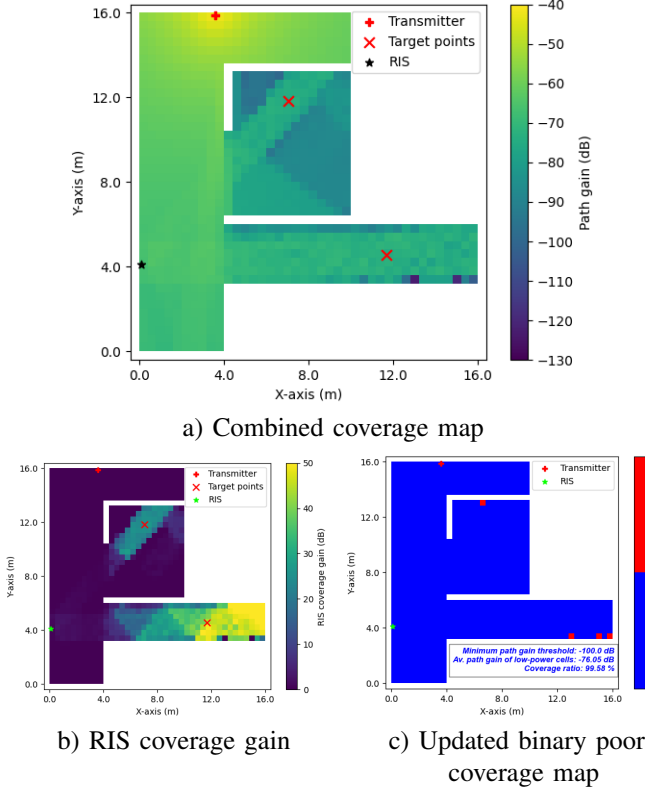 16.0
12.0
8.0
4.0
0.0
Y-axis (m)
0.0 4.0 8.0 12.0 16.0
X-axis (m)
Transmitter
Target points
RIS
−40
−50
−60
−70
−80
−90
−100
−110
−120
−130
Path gain (dB)
a) Combined coverage map
16.0
12.0
8.0
4.0
0.0
Y-axis (m)
0.0 4.0 8.0 12.0 16.0
X-axis (m)
Transmitter
Target points
RIS
50
40
30
20
10
0
RIS coverage gain (dB)
b) RIS coverage gain
16.0
12.0
8.0
4.0
0.0
Y-axis (m)
0.0 4.0 8.0 12.0 16.0
X-axis (m)
Transmitter
RIS
Minimum path gain threshold: -100.0 dB
Av. path gain of low-power cells: -76.05 dB
Coverage ratio: 99.58 %
c) Updated binary poor
coverage map